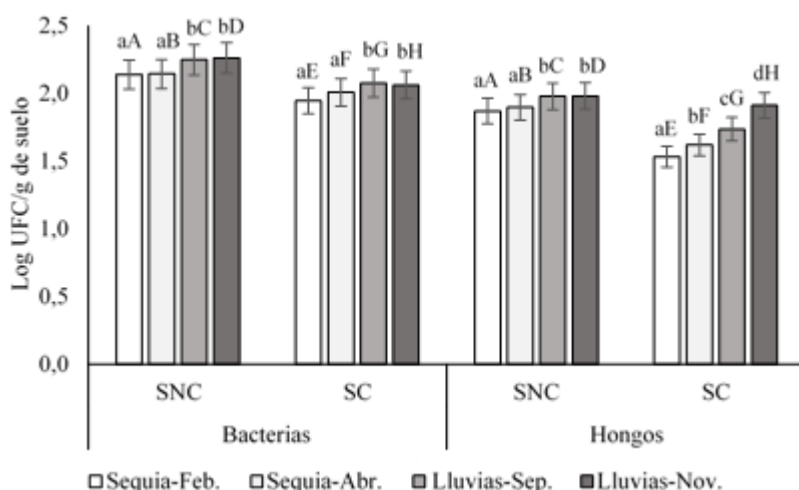 2,5
2,0
1,5
1,0
0,5
0,0
Log UFC/g de suelo
aA aB bC bD
aE aF bG bH
aA aB bC bD
aE bF cG dH
SNC SC SNC SC
Bacterias Hongos
Sequia-Feb. Sequia-Abr. Lluvias-Sep. Lluvias-Nov.